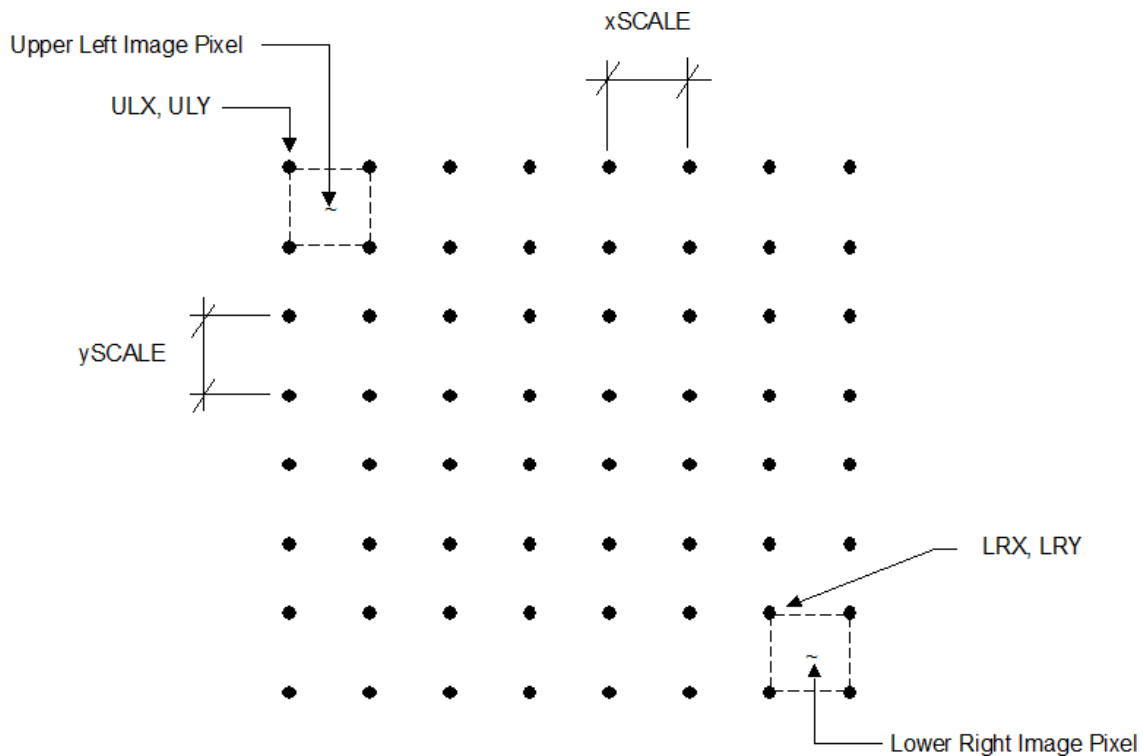 xSCALE
Upper Left Image Pixel
ULX, ULY
ySCALE
LRX, LRY
Lower Right Image Pixel